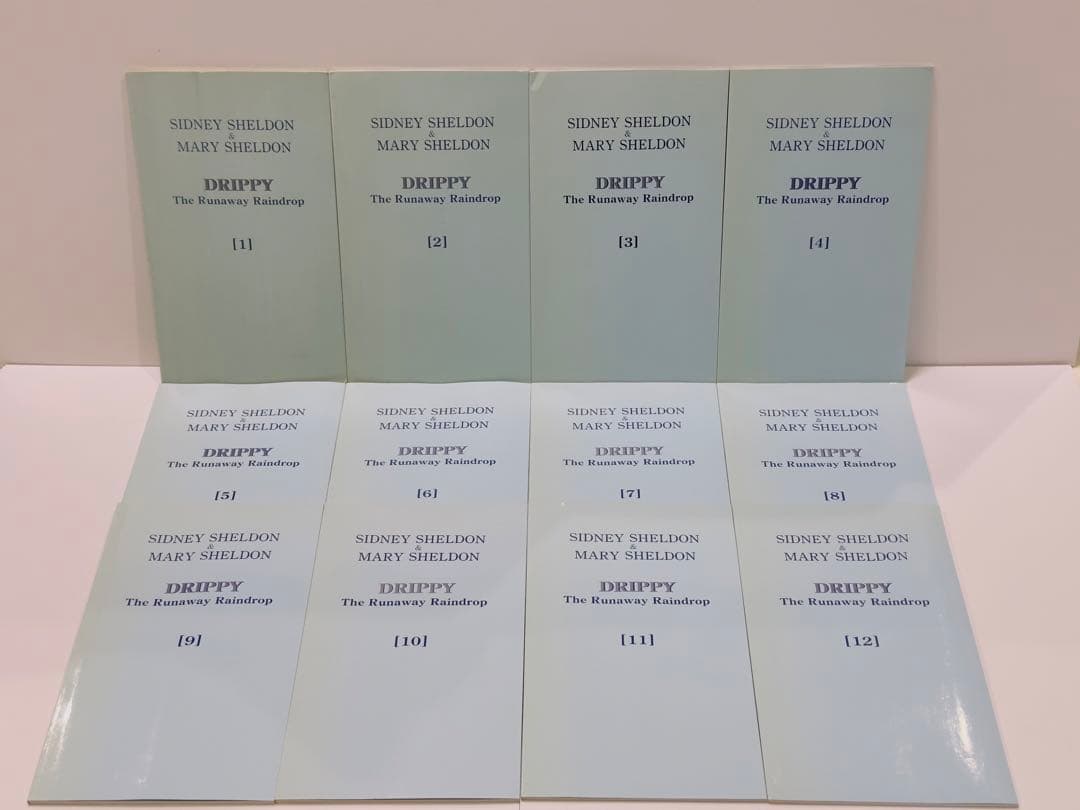 SIDNEY SHELDON
&
MARY SHELDON
DRIPPY
The Runaway Raindrop
[1]
SIDNEY SHELDON
&
MARY SHELDON
DRIPPY
The Runaway Raindrop
[2]
SIDNEY SHELDON
&
MARY SHELDON
DRIPPY
The Runaway Raindrop
[3]
SIDNEY SHELDON
&
MARY SHELDON
DRIPPY
The Runaway Raindrop
[4]
SIDNEY SHELDON
&
MARY SHELDON
DRIPPY
The Runaway Raindrop
[5]
SIDNEY SHELDON
&
MARY SHELDON
DRIPPY
The Runaway Raindrop
[6]
SIDNEY SHELDON
&
MARY SHELDON
DRIPPY
The Runaway Raindrop
[7]
SIDNEY SHELDON
&
MARY SHELDON
DRIPPY
The Runaway Raindrop
[8]
SIDNEY SHELDON
&
MARY SHELDON
DRIPPY
The Runaway Raindrop
[9]
SIDNEY SHELDON
&
MARY SHELDON
DRIPPY
The Runaway Raindrop
[10]
SIDNEY SHELDON
&
MARY SHELDON
DRIPPY
The Runaway Raindrop
[11]
SIDNEY SHELDON
&
MARY SHELDON
DRIPPY
The Runaway Raindrop
[12]